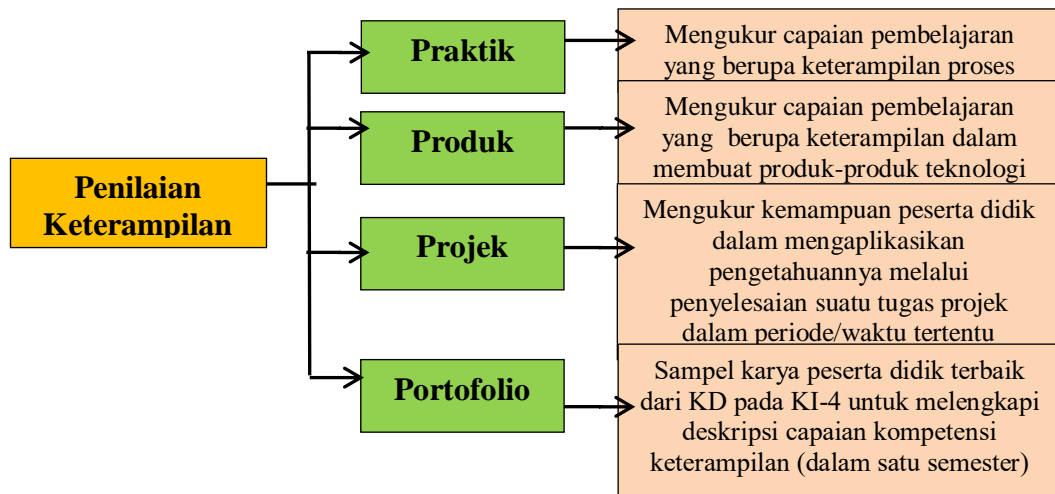 Penilaian
Keterampilan
Praktik
Mengukur capaian pembelajaran
yang berupa keterampilan proses
Produk
Mengukur capaian pembelajaran
yang berupa keterampilan dalam
membuat produk-produk teknologi
Projek
Mengukur kemampuan peserta didik
dalam mengaplikasikan
pengetahuannya melalui
penyelesaian suatu tugas projek
dalam periode/waktu tertentu
Portofolio
Sampel karya peserta didik terbaik
dari KD pada KI-4 untuk melengkapi
deskripsi capaian kompetensi
keterampilan (dalam satu semester)